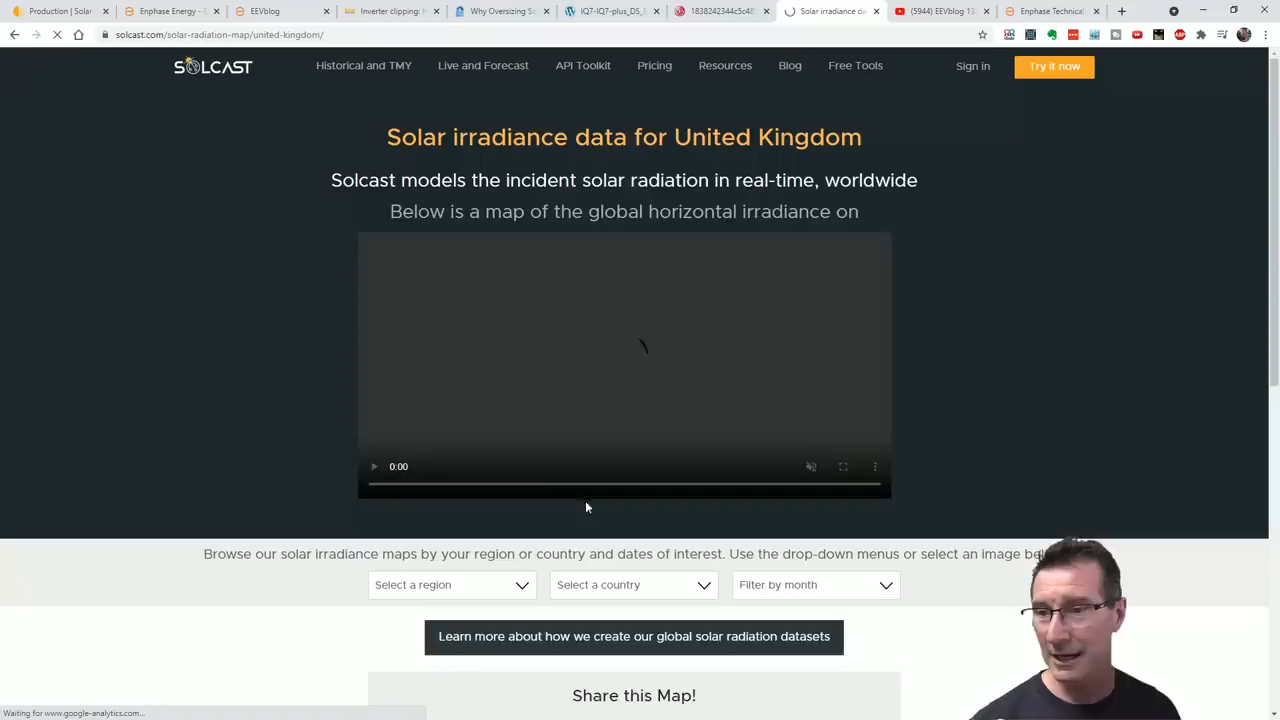 Production | Solar
Enphase Energy - E
EEVblog
Inverter clipping: H
Why Oversizing So
IQ7-IQ7-plus_DS_E
1838242344c5c48
Solar irradiance da
(5944) EEVblog 13
Enphase Technical
solcast.com/solar-radiation-map/united-kingdom/
SOLCAST
Historical and TMY
Live and Forecast
API Toolkit
Pricing
Resources
Blog
Free Tools
Sign in
Try it now
Solar irradiance data for United Kingdom
Solcast models the incident solar radiation in real-time, worldwide
Below is a map of the global horizontal irradiance on
0:00
Browse our solar irradiance maps by your region or country and dates of interest. Use the drop-down menus or select an image be
Select a region
Select a country
Filter by month
Learn more about how we create our global solar radiation datasets
Share this Map!
Waiting for www.google-analytics.com...